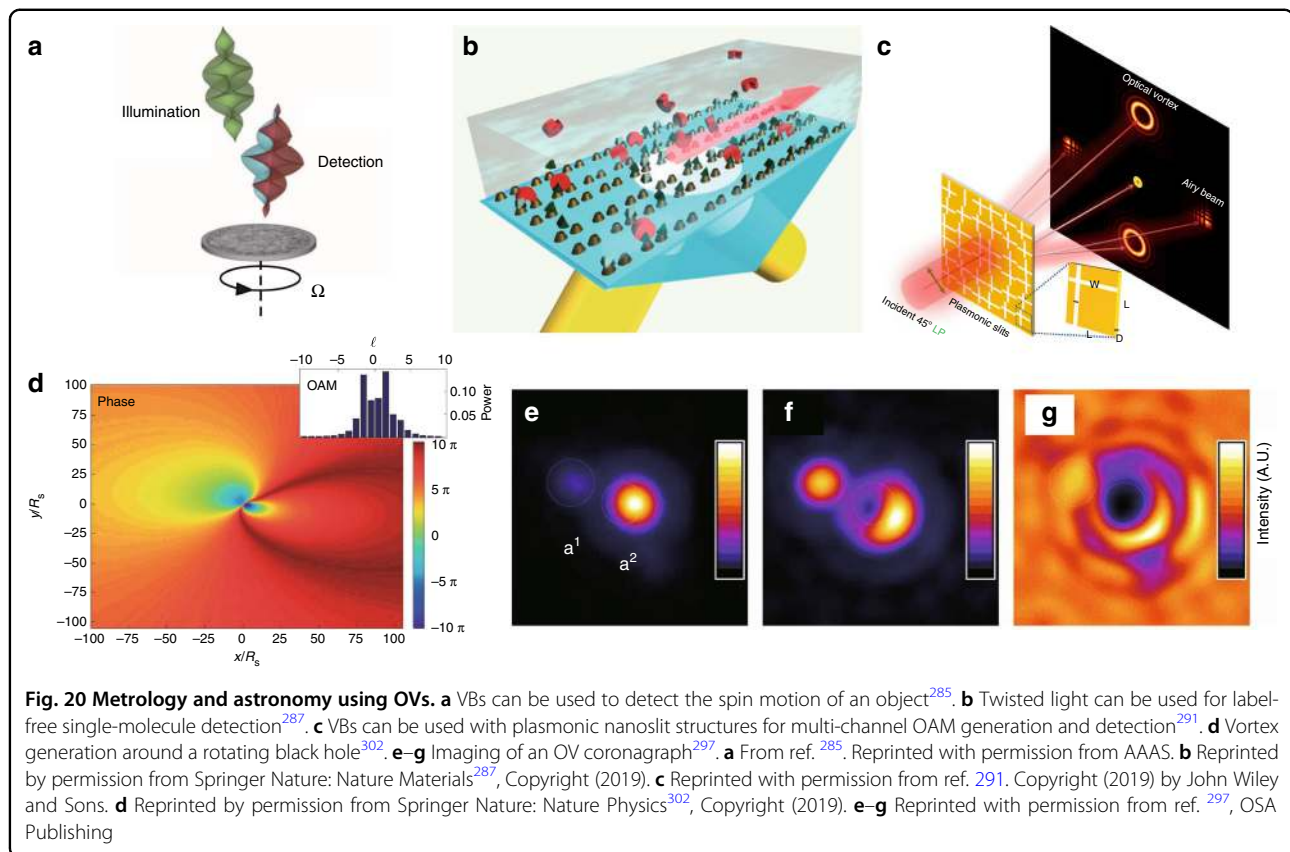 a
Illumination
Detection
Ω
b
c
Optical vortex
Airy beam
Incident 45° LP
Plasmonic slits
W
L
L
D
d
ℓ
−10 −5 0 5 10
OAM
0.10
0.05
Power
Phase
100
75
50
25
0
−25
−50
−75
−100
y/Rs
−100 −75 −50 −25 0 25 50 75 100
x/Rs
10 π
5 π
0
−5 π
−10 π
e
a1
a2
f
g
Intensity (A.U.)
Fig. 20 Metrology and astronomy using OVs. a VBs can be used to detect the spin motion of an object285. b Twisted light can be used for label-
free single-molecule detection287. c VBs can be used with plasmonic nanoslit structures for multi-channel OAM generation and detection291. d Vortex
generation around a rotating black hole302. e–g Imaging of an OV coronagraph297. a From ref. 285. Reprinted with permission from AAAS. b Reprinted
by permission from Springer Nature: Nature Materials287, Copyright (2019). c Reprinted with permission from ref. 291. Copyright (2019) by John Wiley
and Sons. d Reprinted by permission from Springer Nature: Nature Physics302, Copyright (2019). e–g Reprinted with permission from ref. 297, OSA
Publishing